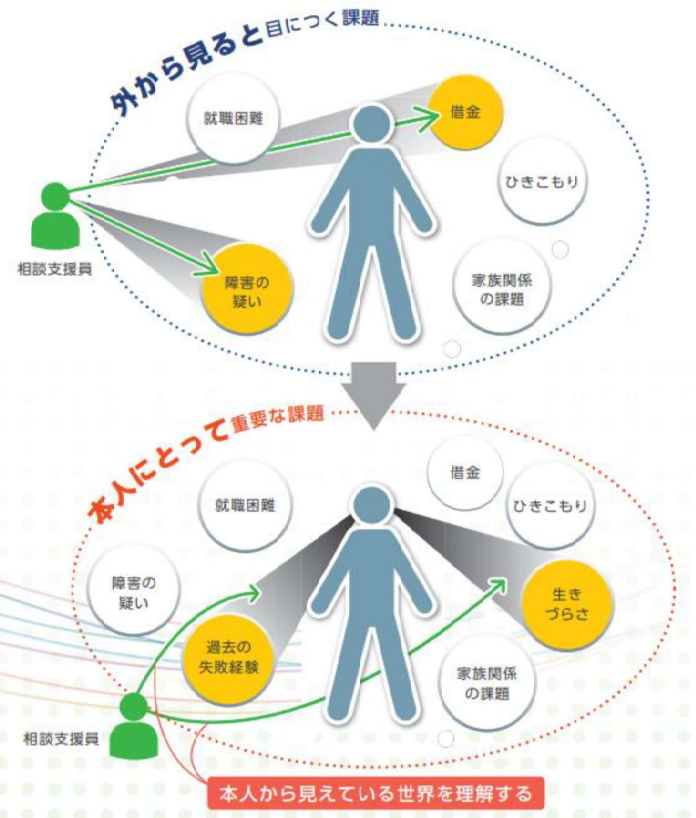 外から見ると目につく課題
就職困難
借金
ひきこもり
相談支援員
障害の
疑い
家族関係
の課題
本人にとって重要な課題
借金
就職困難
ひきこもり
障害の
疑い
生き
づらさ
過去の
失敗経験
家族関係
の課題
相談支援員
本人から見えている世界を理解する